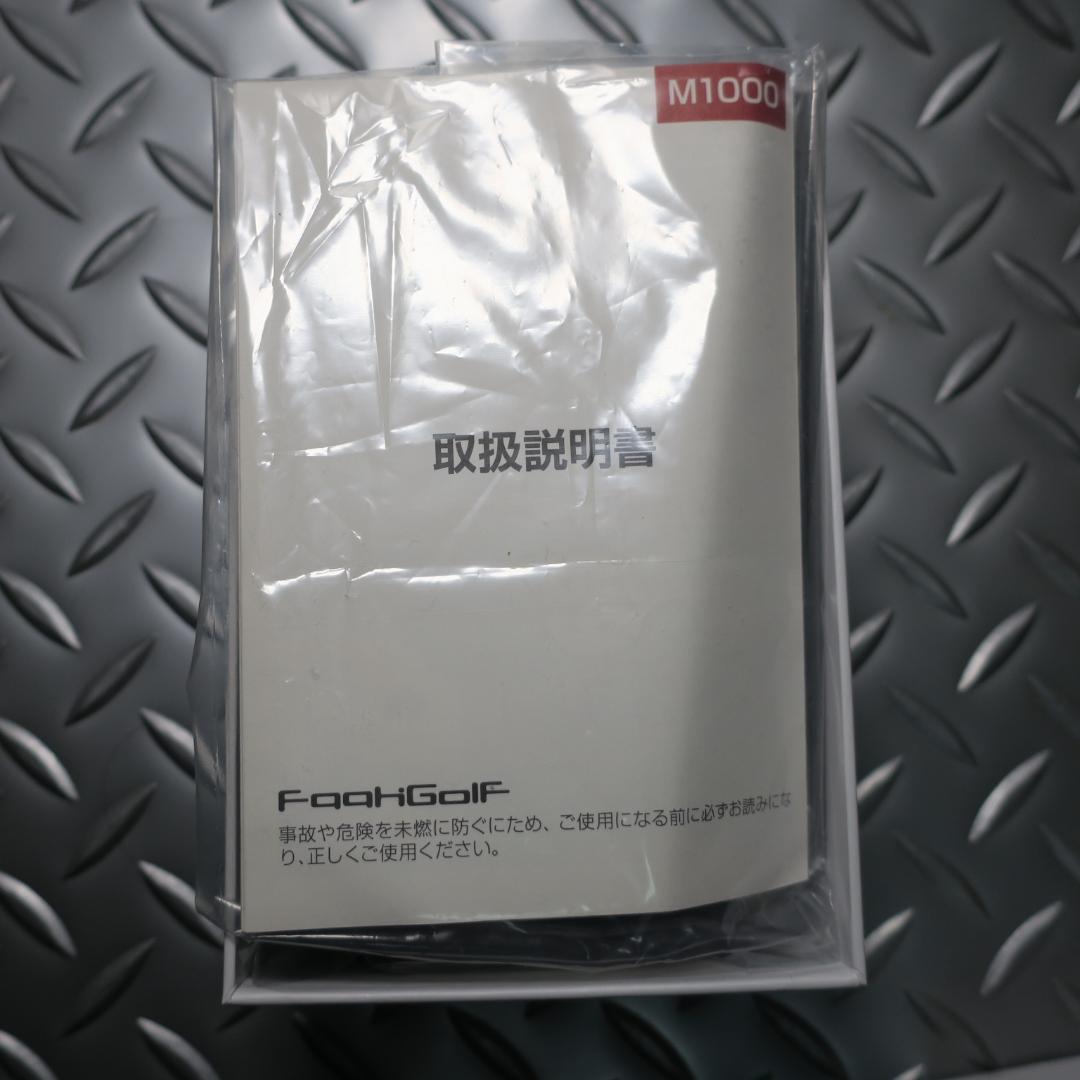 M1000
取扱説明書
FaahGolf
事故や危険を未燃に防ぐにため、ご使用になる前に必ずお読みにな
り、正しくご使用ください。